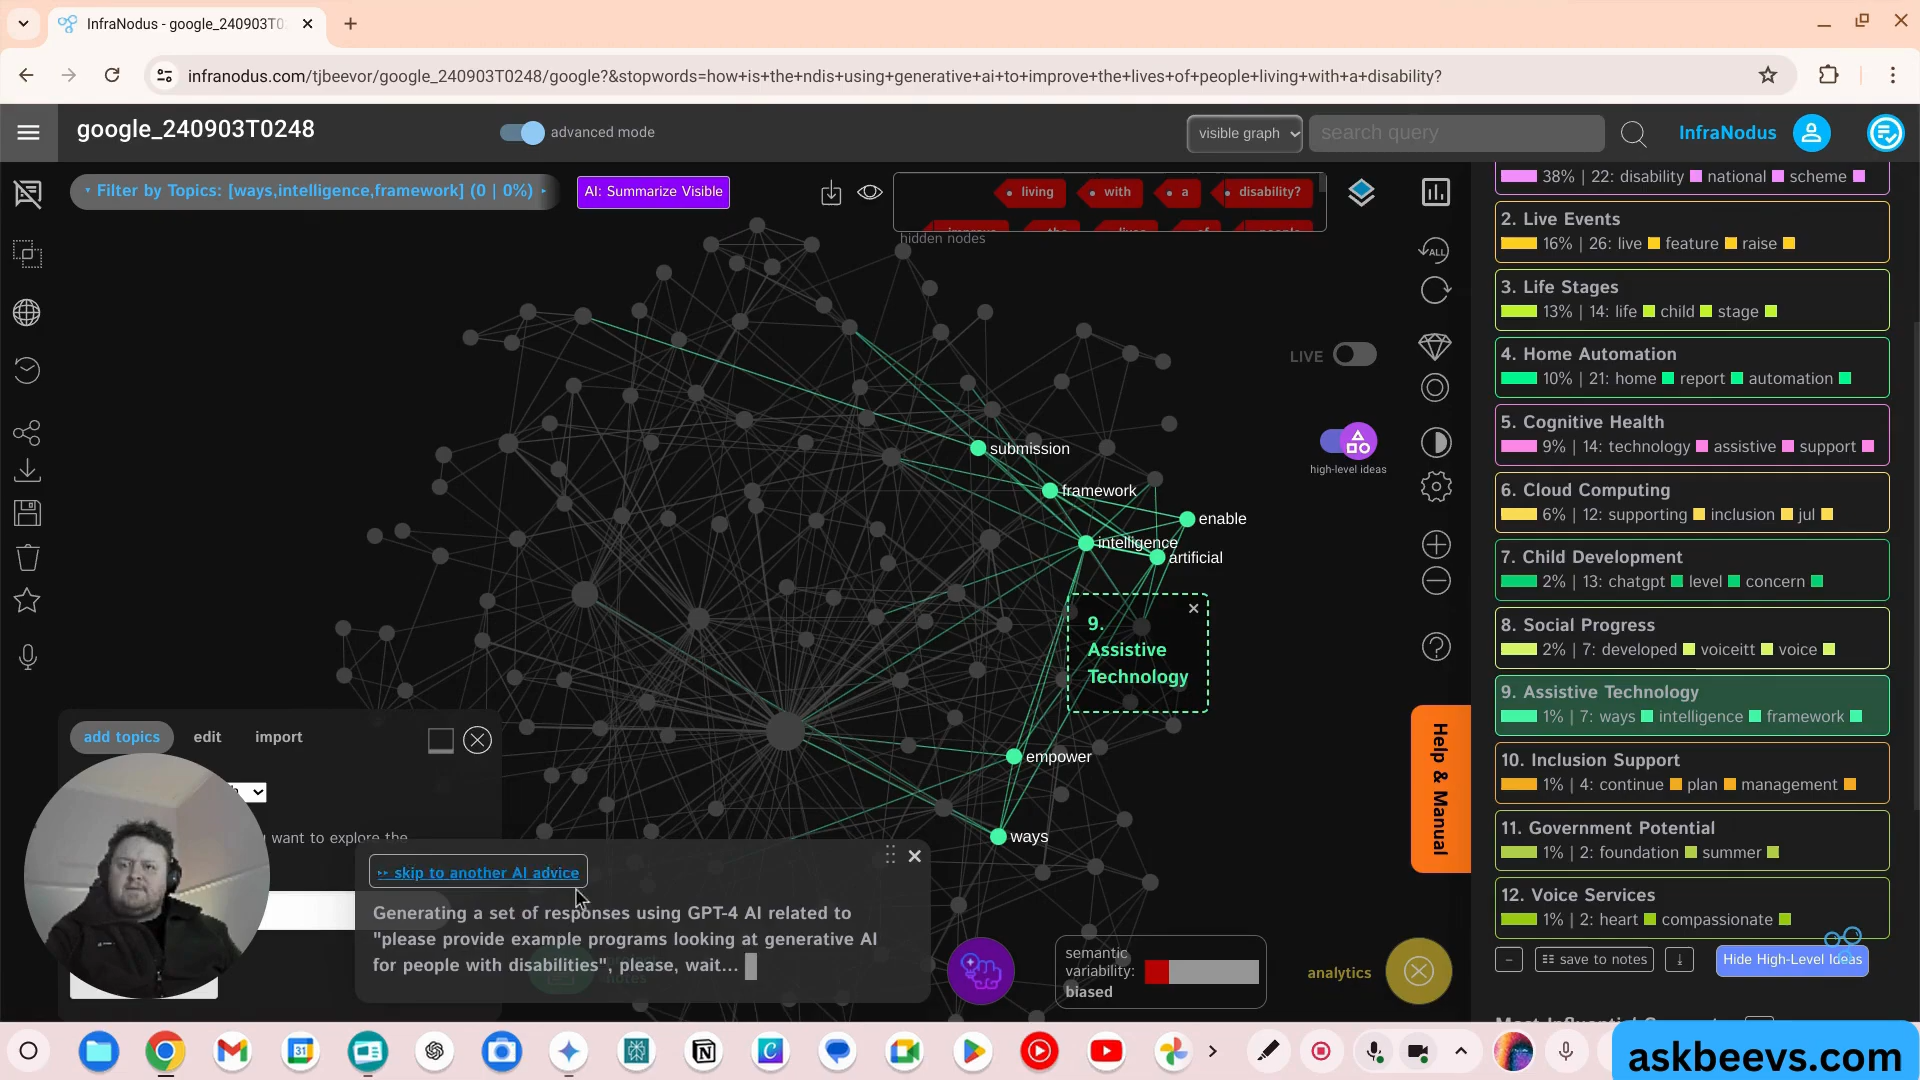 InfraNodus - google_240903T0
infranodus.com/tjbeevor/google_240903T0248/google?&stopwords=how+is+the+ndis+using+generative+ai+to+improve+the+lives+of+people+living+with+a+disability?
google_240903T0248
advanced mode
visible graph
search query
InfraNodus
Filter by Topics: [ways,intelligence,framework] (0 | 0%)
AI: Summarize Visible
living
with
a
disability?
improve
the
lives
of
people
hidden nodes
ALL
LIVE
high-level ideas
submission
framework
enable
intelligence
artificial
9.
Assistive
Technology
empower
ways
38% | 22: disability national scheme
2. Live Events
16% | 26: live feature raise
3. Life Stages
13% | 14: life child stage
4. Home Automation
10% | 21: home report automation
5. Cognitive Health
9% | 14: technology assistive support
6. Cloud Computing
6% | 12: supporting inclusion jul
7. Child Development
2% | 13: chatgpt level concern
8. Social Progress
2% | 7: developed voiceitt voice
9. Assistive Technology
1% | 7: ways intelligence framework
10. Inclusion Support
1% | 4: continue plan management
11. Government Potential
1% | 2: foundation summer
12. Voice Services
1% | 2: heart compassionate
save to notes
Hide High-Level Ideas
Help & Manual
add topics
edit
import
want to explore the
skip to another AI advice
Generating a set of responses using GPT-4 AI related to
"please provide example programs looking at generative AI
for people with disabilities", please, wait...
semantic
variability:
biased
analytics
askbeevs.com